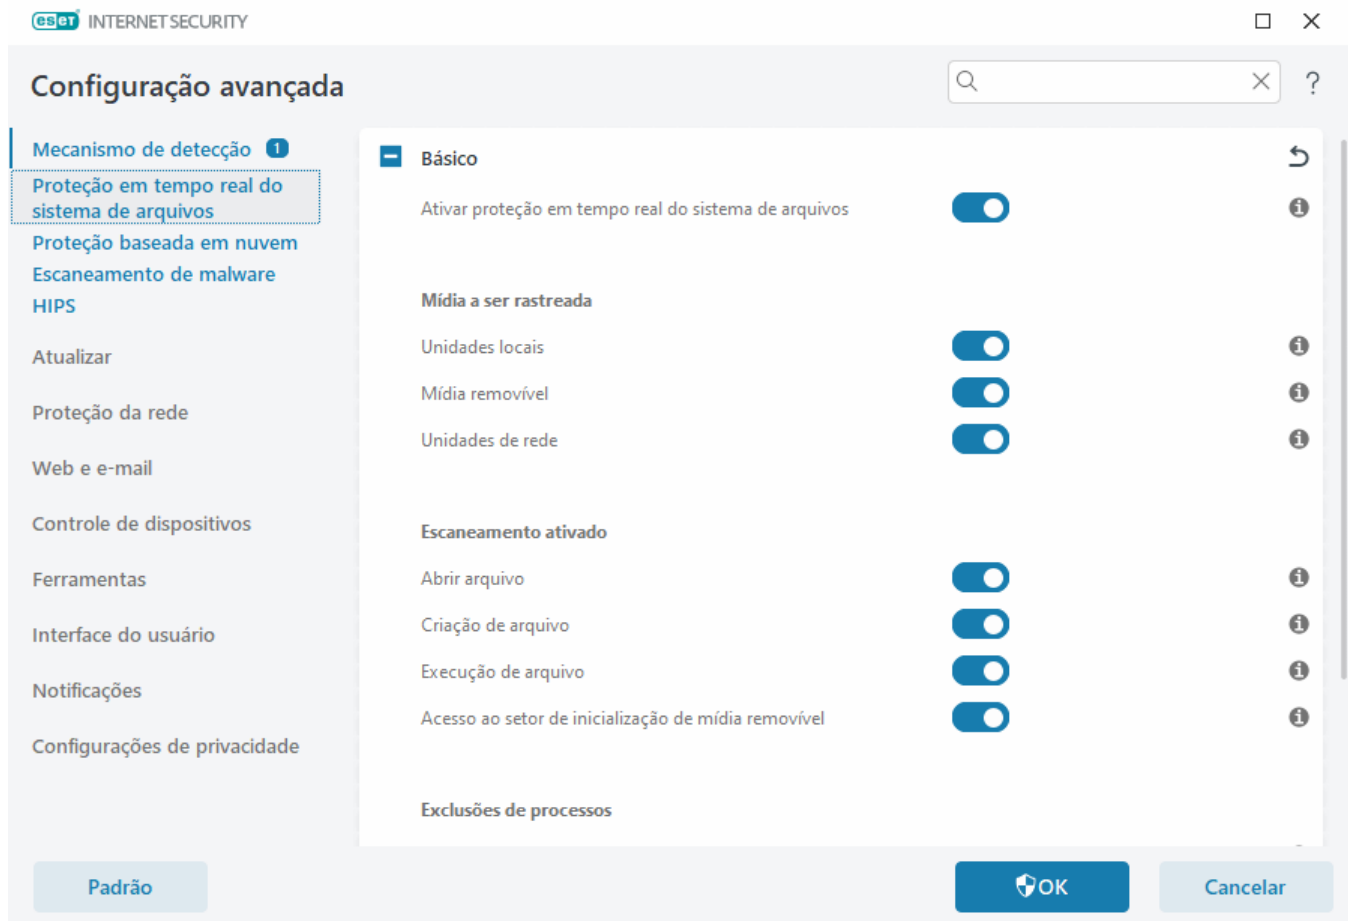 eset INTERNET SECURITY
Configuração avançada
?
Mecanismo de detecção 1
Proteção em tempo real do
sistema de arquivos
Proteção baseada em nuvem
Escaneamento de malware
HIPS
Atualizar
Proteção da rede
Web e e-mail
Controle de dispositivos
Ferramentas
Interface do usuário
Notificações
Configurações de privacidade
Básico
Ativar proteção em tempo real do sistema de arquivos
Mídia a ser rastreada
Unidades locais
Mídia removível
Unidades de rede
Escaneamento ativado
Abrir arquivo
Criação de arquivo
Execução de arquivo
Acesso ao setor de inicialização de mídia removível
Exclusões de processos
Padrão
OK
Cancelar